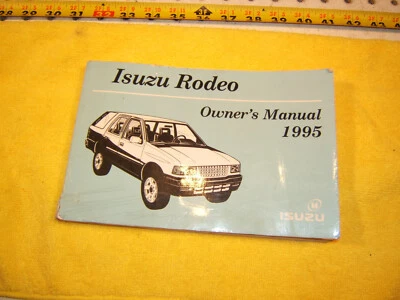 Isuzu Rodeo
Owner's Manual
1995
ISUZU